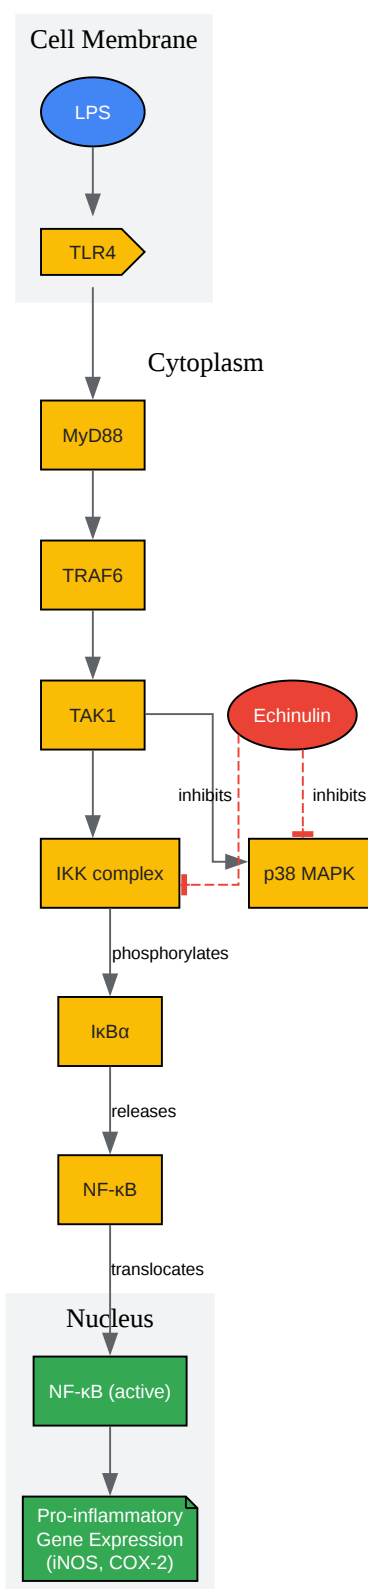 Cell Membrane
LPS
TLR4
Cytoplasm
MyD88
TRAF6
TAK1
Echinulin
inhibits
inhibits
IKK complex
p38 MAPK
phosphorylates
IκBα
releases
NF-κB
translocates
Nucleus
NF-κB (active)
Pro-inflammatory
Gene Expression
(iNOS, COX-2)